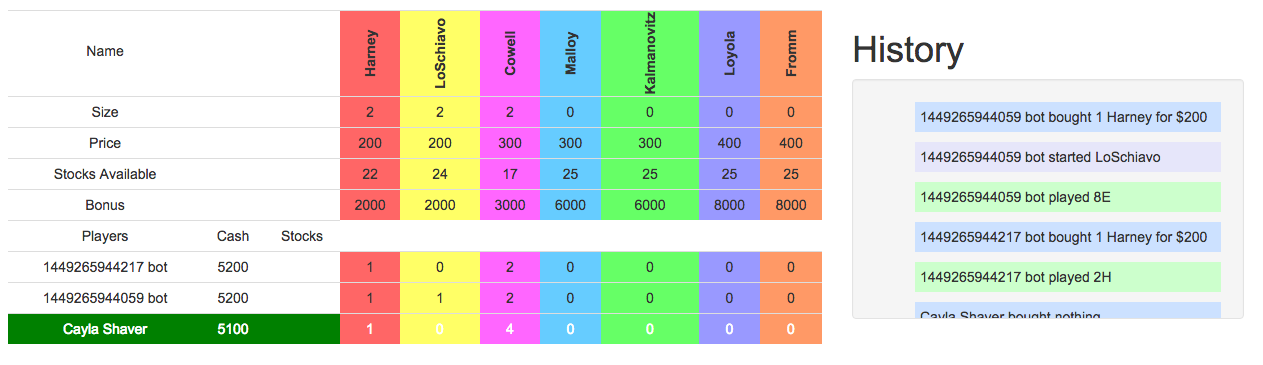 Name Harney LoSchiavo Cowell Malloy Kalmanovitz Loyola Fromm
Size 2 2 2 0 0 0 0
Price 200 200 300 300 300 400 400
Stocks Available 22 24 17 25 25 25 25
Bonus 2000 2000 3000 6000 6000 8000 8000
Players Cash Stocks
1449265944217 bot 5200 1 0 2 0 0 0 0
1449265944059 bot 5200 1 1 2 0 0 0 0
Cayla Shaver 5100 1 0 4 0 0 0 0
History
1449265944059 bot bought 1 Harney for $200
1449265944059 bot started LoSchiavo
1449265944059 bot played 8E
1449265944217 bot bought 1 Harney for $200
1449265944217 bot played 2H
Cayla Shaver bought nothing